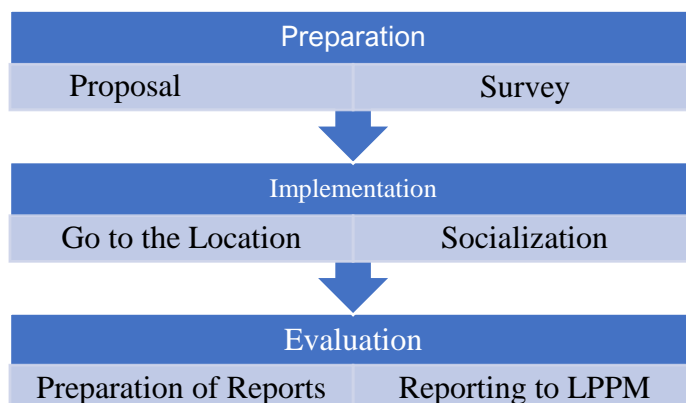 Preparation
Proposal Survey
Implementation
Go to the Location Socialization
Evaluation
Preparation of Reports Reporting to LPPM